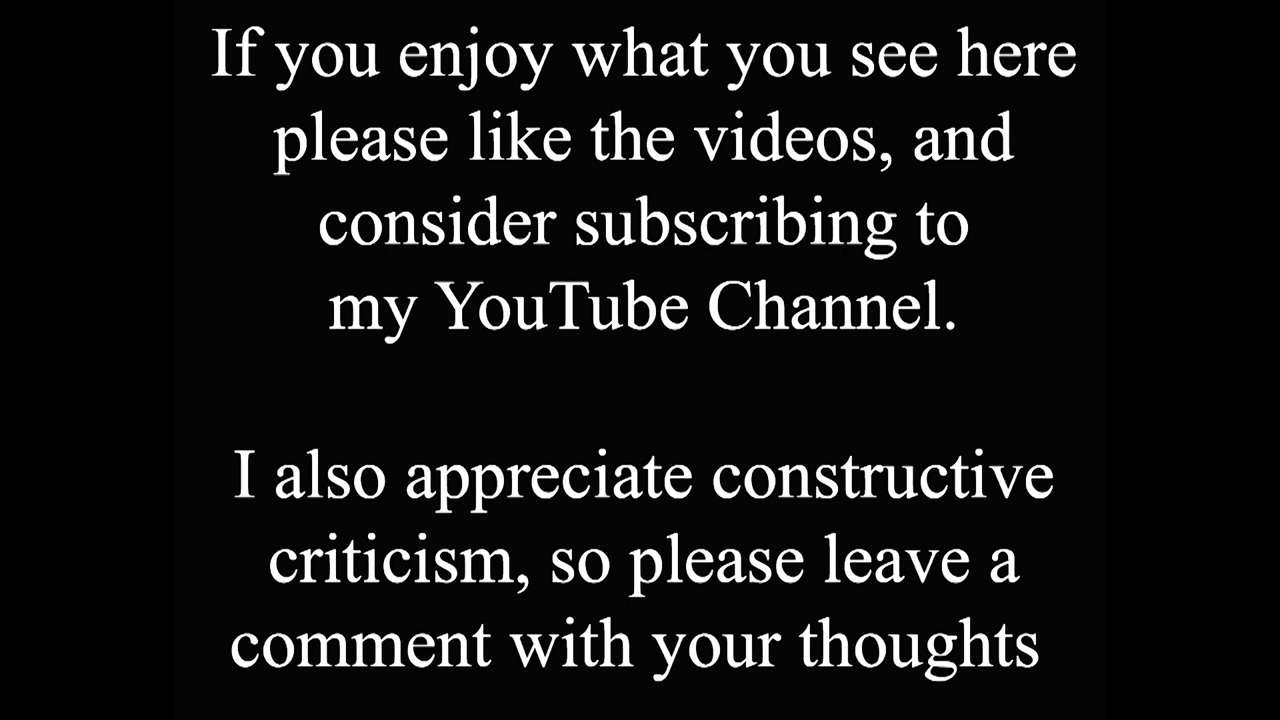 If you enjoy what you see here
please like the videos, and
consider subscribing to
my YouTube Channel.
I also appreciate constructive
criticism, so please leave a
comment with your thoughts